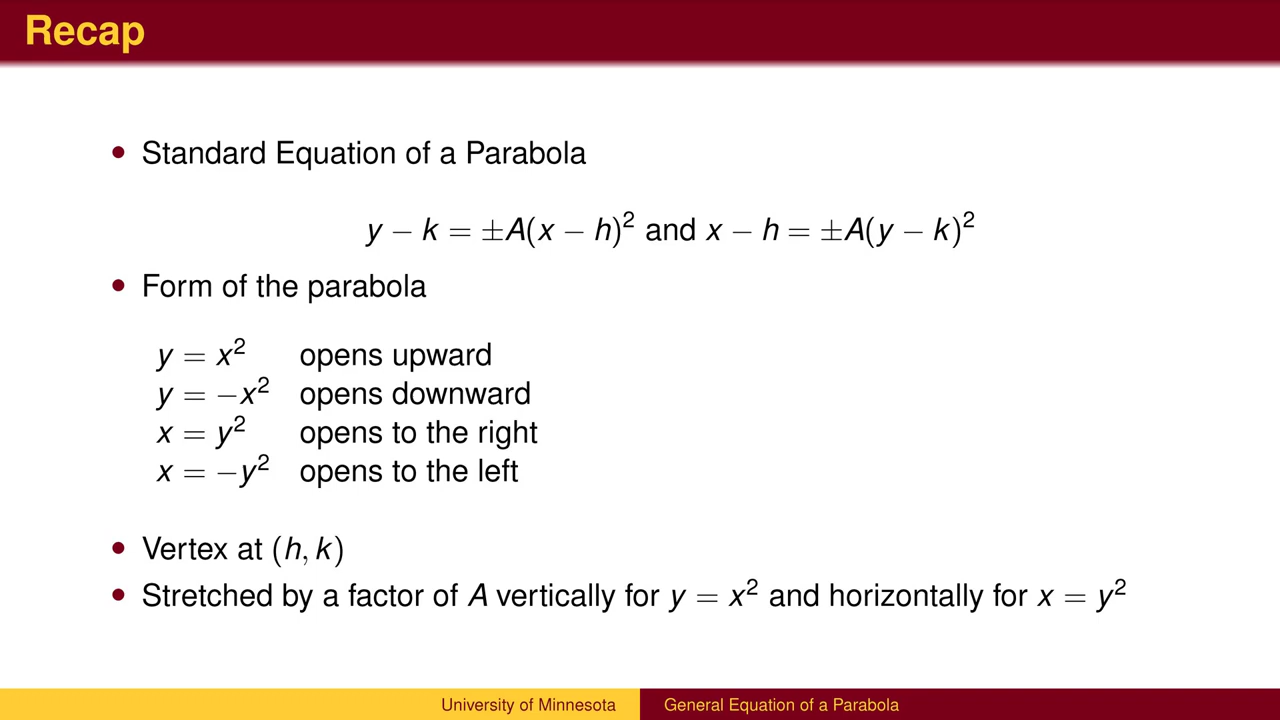 Recap
• Standard Equation of a Parabola
y − k = ±A(x − h)² and x − h = ±A(y − k)²
• Form of the parabola
y = x² opens upward
y = −x² opens downward
x = y² opens to the right
x = −y² opens to the left
• Vertex at (h, k)
• Stretched by a factor of A vertically for y = x² and horizontally for x = y²
University of Minnesota General Equation of a Parabola